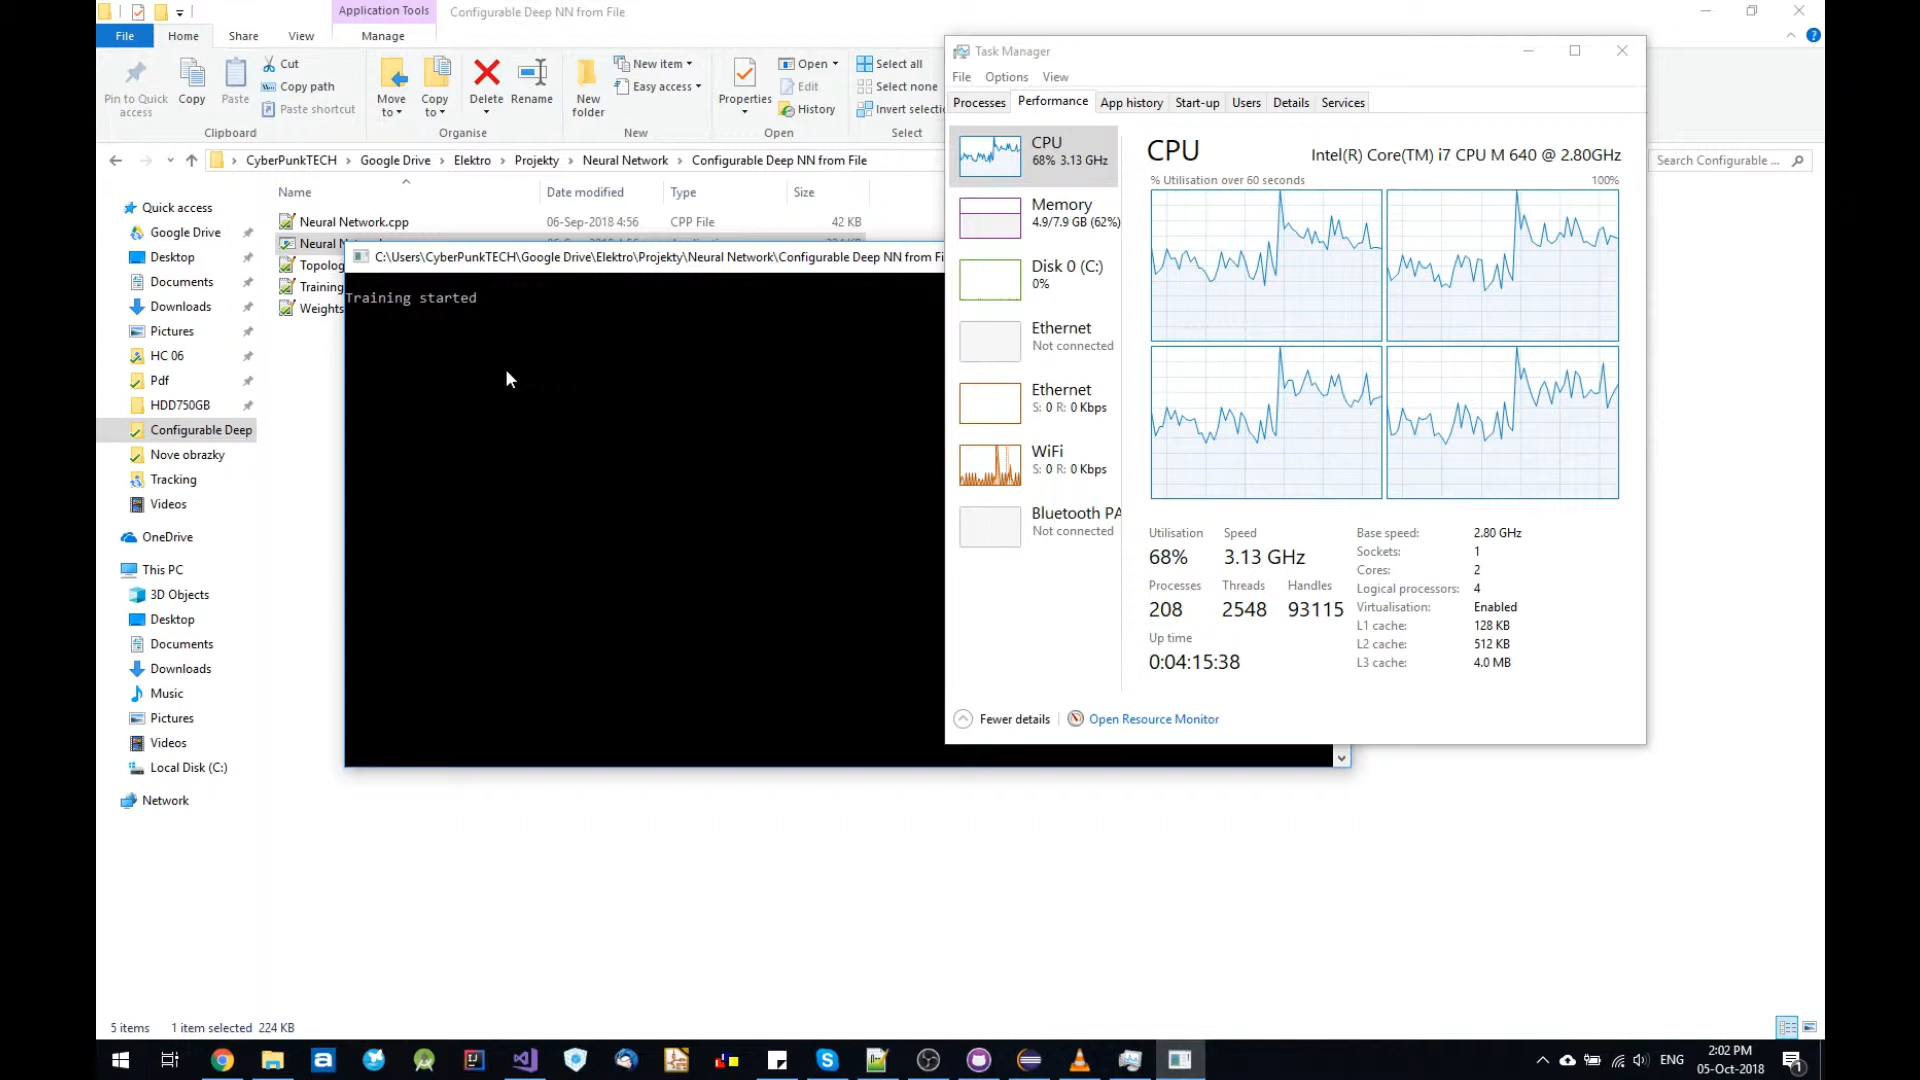 Application Tools
Configurable Deep NN from File
File
Home
Share
View
Manage
Pin to Quick access
Copy
Paste
Cut
Copy path
Paste shortcut
Clipboard
Move to
Copy to
Delete
Rename
Organise
New folder
New item
Easy access
New
Properties
Open
Edit
History
Open
Select all
Select none
Invert selecti
Select
CyberPunkTECH > Google Drive > Elektro > Projekty > Neural Network > Configurable Deep NN from File
Search Configurable ...
Name
Date modified
Type
Size
Neural Network.cpp
06-Sep-2018 4:56
CPP File
42 KB
Neural
Topolog
Training
Weights
Quick access
Google Drive
Desktop
Documents
Downloads
Pictures
HC 06
Pdf
HDD750GB
Configurable Deep
Nove obrazky
Tracking
Videos
OneDrive
This PC
3D Objects
Desktop
Documents
Downloads
Music
Pictures
Videos
Local Disk (C:)
Network
5 items
1 item selected 224 KB
C:\Users\CyberPunkTECH\Google Drive\Elektro\Projekty\Neural Network\Configurable Deep NN from Fi
Training started
Task Manager
File
Options
View
Processes
Performance
App history
Start-up
Users
Details
Services
CPU
68% 3.13 GHz
Memory
4.9/7.9 GB (62%)
Disk 0 (C:)
0%
Ethernet
Not connected
Ethernet
S: 0 R: 0 Kbps
WiFi
S: 0 R: 0 Kbps
Bluetooth PA
Not connected
CPU
Intel(R) Core(TM) i7 CPU M 640 @ 2.80GHz
% Utilisation over 60 seconds
100%
Utilisation
Speed
68%
3.13 GHz
Processes
Threads
Handles
208
2548
93115
Up time
0:04:15:38
Base speed: 2.80 GHz
Sockets: 1
Cores: 2
Logical processors: 4
Virtualisation: Enabled
L1 cache: 128 KB
L2 cache: 512 KB
L3 cache: 4.0 MB
Fewer details
Open Resource Monitor
ENG
2:02 PM
05-Oct-2018
1